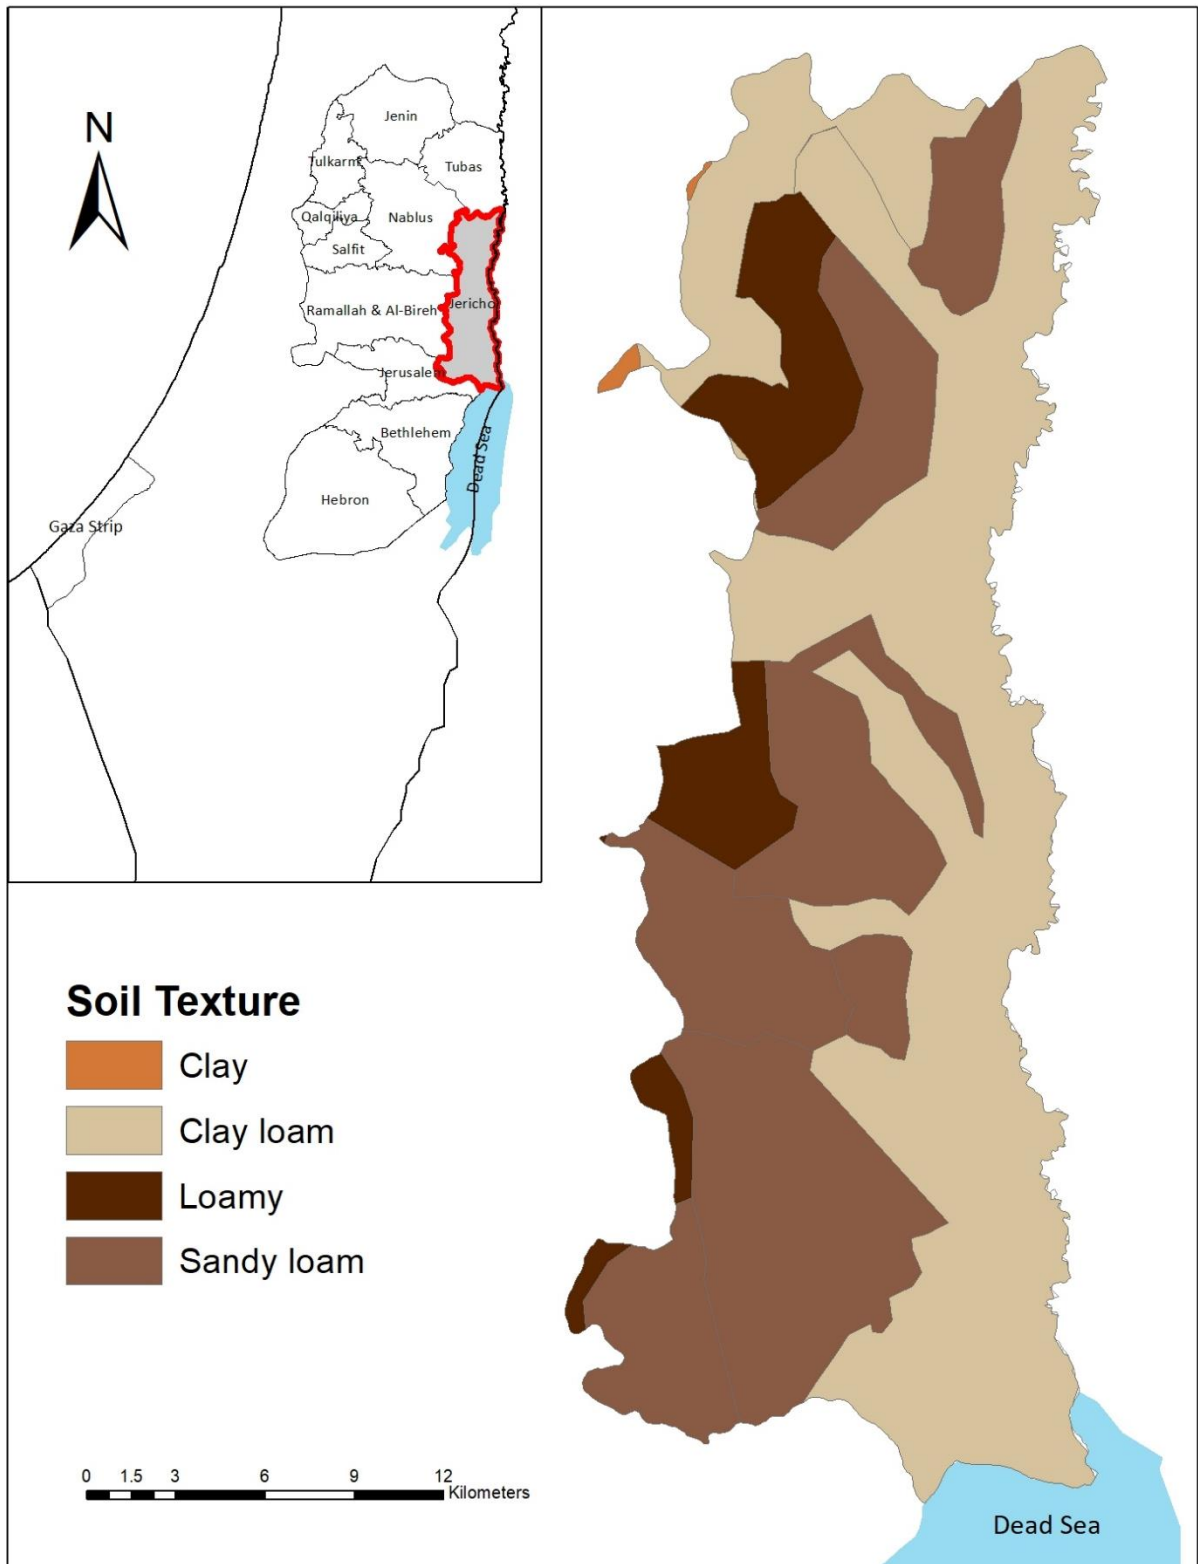 N
Jenin
Tulkarm
Tubas
Qalqiliya
Nablus
Salfit
Jericho
Ramallah & Al-Bireh
Jerusalem
Bethlehem
Dead Sea
Hebron
Gaza Strip
Soil Texture
Clay
Clay loam
Loamy
Sandy loam
0 1.5 3 6 9 12
Kilometers
Dead Sea